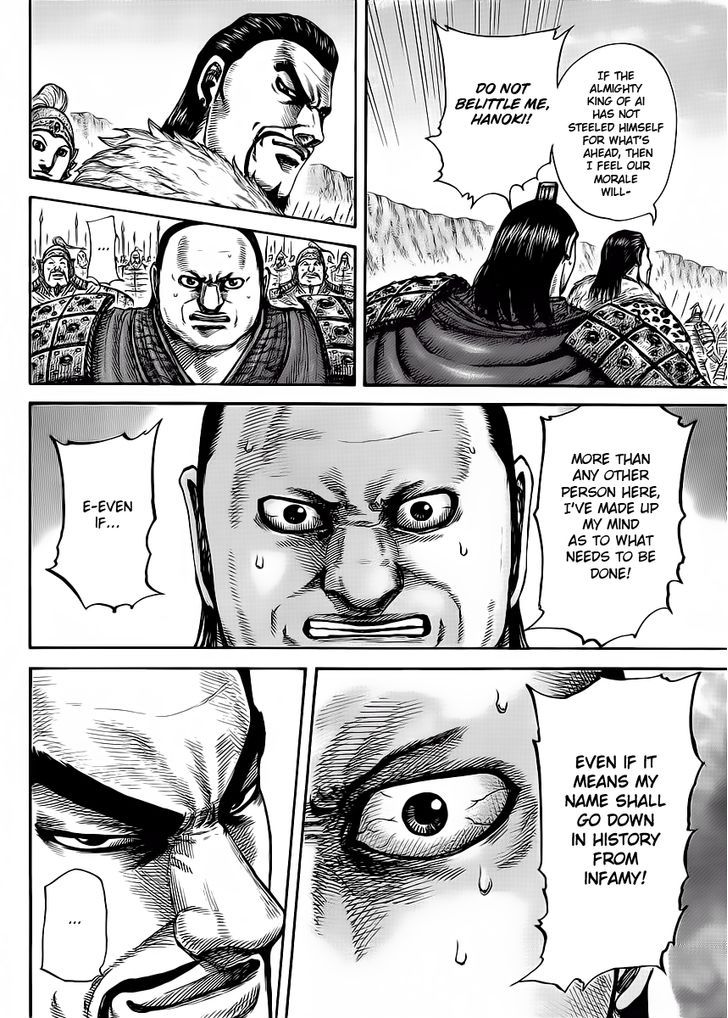 IF THE
ALMIGHTY
KING OF AI
HAS NOT
STEELED HIMSELF
FOR WHAT'S
AHEAD, THEN
I FEEL OUR
MORALE
WILL-
DO NOT
BELITTLE ME,
HANOKI!
...
MORE THAN
ANY OTHER
PERSON HERE,
I'VE MADE UP
MY MIND
AS TO WHAT
NEEDS TO BE
DONE!
E-EVEN
IF...
EVEN IF IT
MEANS MY
NAME SHALL
GO DOWN
IN HISTORY
FROM
INFAMY!
...